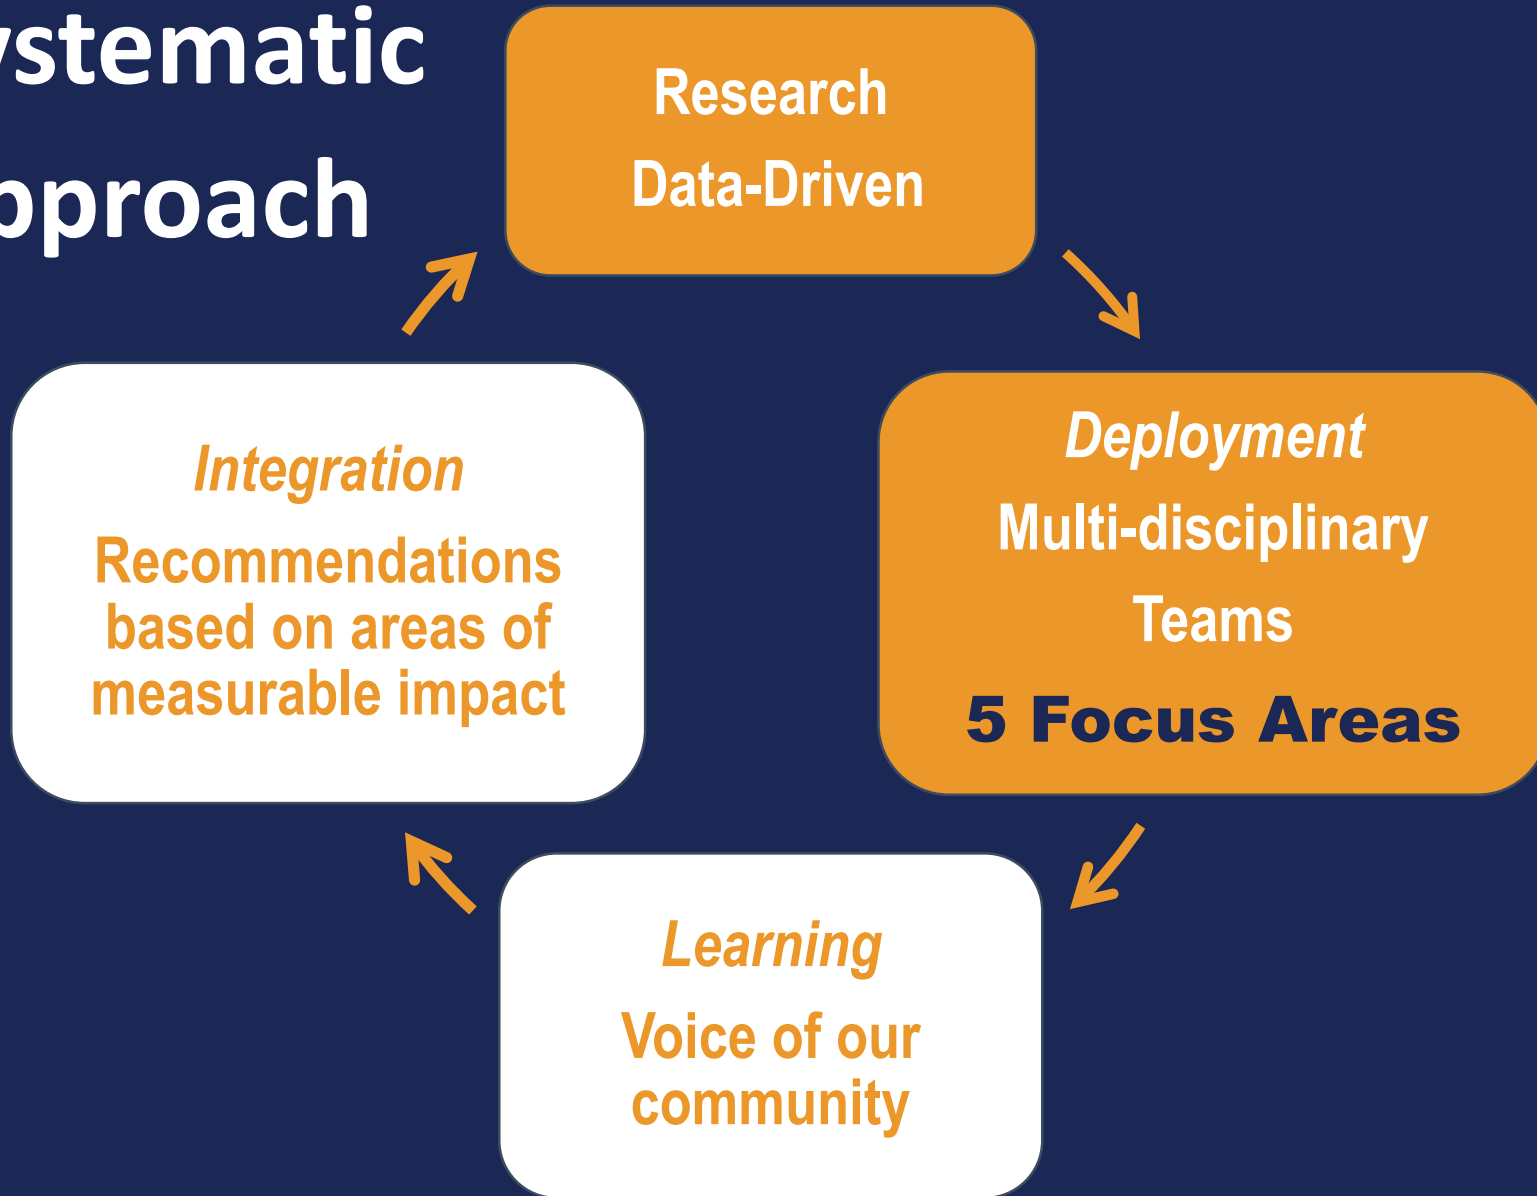 ystematic
pproach
Research
Data-Driven
Deployment
Multi-disciplinary
Teams
5 Focus Areas
Learning
Voice of our
community
Integration
Recommendations
based on areas of
measurable impact